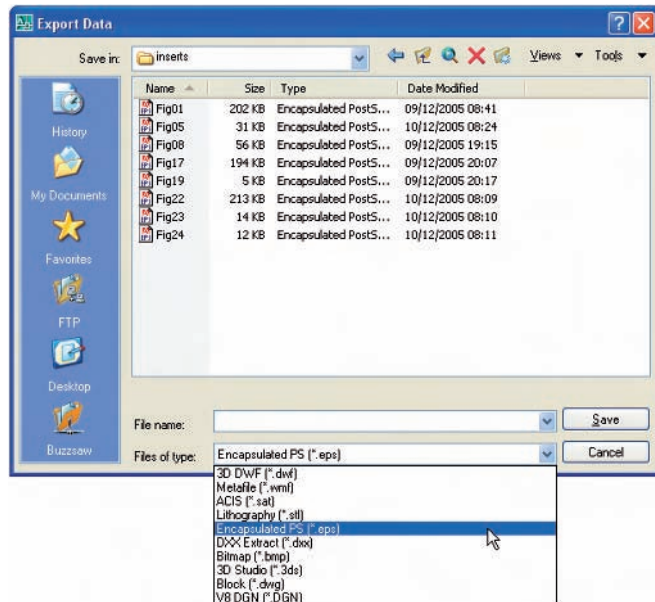 Export Data
Save in: inserts Views Tools
Name Size Type Date Modified
Fig01 202 KB Encapsulated PostS... 09/12/2005 08:41
Fig05 31 KB Encapsulated PostS... 10/12/2005 08:24
Fig08 56 KB Encapsulated PostS... 09/12/2005 19:15
Fig17 194 KB Encapsulated PostS... 09/12/2005 20:07
Fig19 5 KB Encapsulated PostS... 09/12/2005 20:17
Fig22 213 KB Encapsulated PostS... 10/12/2005 08:09
Fig23 14 KB Encapsulated PostS... 10/12/2005 08:10
Fig24 12 KB Encapsulated PostS... 10/12/2005 08:11
History
My Documents
Favorites
FTP
Desktop
Buzzsaw
File name: Save
Files of type: Encapsulated PS (*.eps) Cancel
3D DWF (*.dwf)
Metafile (*.wmf)
ACIS (*.sat)
Lithography (*.stl)
Encapsulated PS (*.eps)
DXX Extract (*.dxx)
Bitmap (*.bmp)
3D Studio (*.3ds)
Block (*.dwg)
V8 DGN (*.DGN)